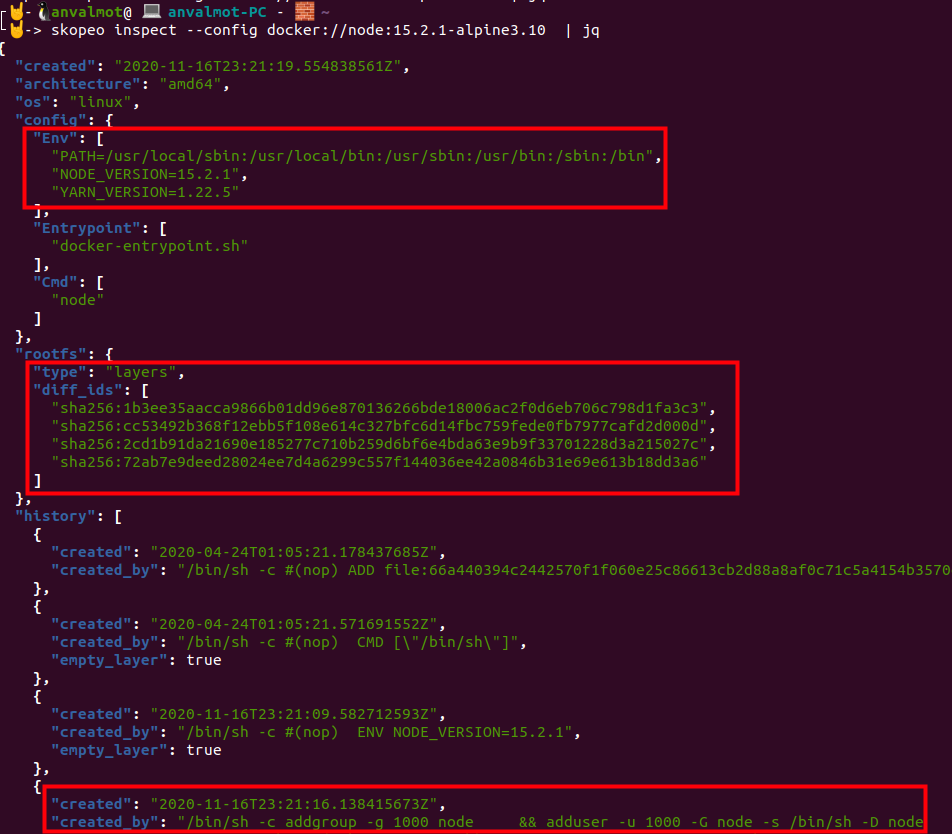 anvalmot@ anvalmot-PC - ~
-> skopeo inspect --config docker://node:15.2.1-alpine3.10 | jq
{
"created": "2020-11-16T23:21:19.554838561Z",
"architecture": "amd64",
"os": "linux",
"config": {
"Env": [
"PATH=/usr/local/sbin:/usr/local/bin:/usr/sbin:/usr/bin:/sbin:/bin",
"NODE_VERSION=15.2.1",
"YARN_VERSION=1.22.5"
],
"Entrypoint": [
"docker-entrypoint.sh"
],
"Cmd": [
"node"
]
},
"rootfs": {
"type": "layers",
"diff_ids": [
"sha256:1b3ee35aacca9866b01dd96e870136266bde18006ac2f0d6eb706c798d1fa3c3",
"sha256:cc53492b368f12ebb5f108e614c327bfc6d14fbc759fede0fb7977cafd2d000d",
"sha256:2cd1b91da21690e185277c710b259d6bf6e4bda63e9b9f33701228d3a215027c",
"sha256:72ab7e9deed28024ee7d4a6299c557f144036ee42a0846b31e69e613b18dd3a6"
]
},
"history": [
{
"created": "2020-04-24T01:05:21.178437685Z",
"created_by": "/bin/sh -c #(nop) ADD file:66a440394c2442570f1f060e25c86613cb2d88a8af0c71c5a4154b3570
},
{
"created": "2020-04-24T01:05:21.571691552Z",
"created_by": "/bin/sh -c #(nop)  CMD [\"/bin/sh\"]",
"empty_layer": true
},
{
"created": "2020-11-16T23:21:09.582712593Z",
"created_by": "/bin/sh -c #(nop)  ENV NODE_VERSION=15.2.1",
"empty_layer": true
},
{
"created": "2020-11-16T23:21:16.138415673Z",
"created_by": "/bin/sh -c addgroup -g 1000 node     && adduser -u 1000 -G node -s /bin/sh -D node